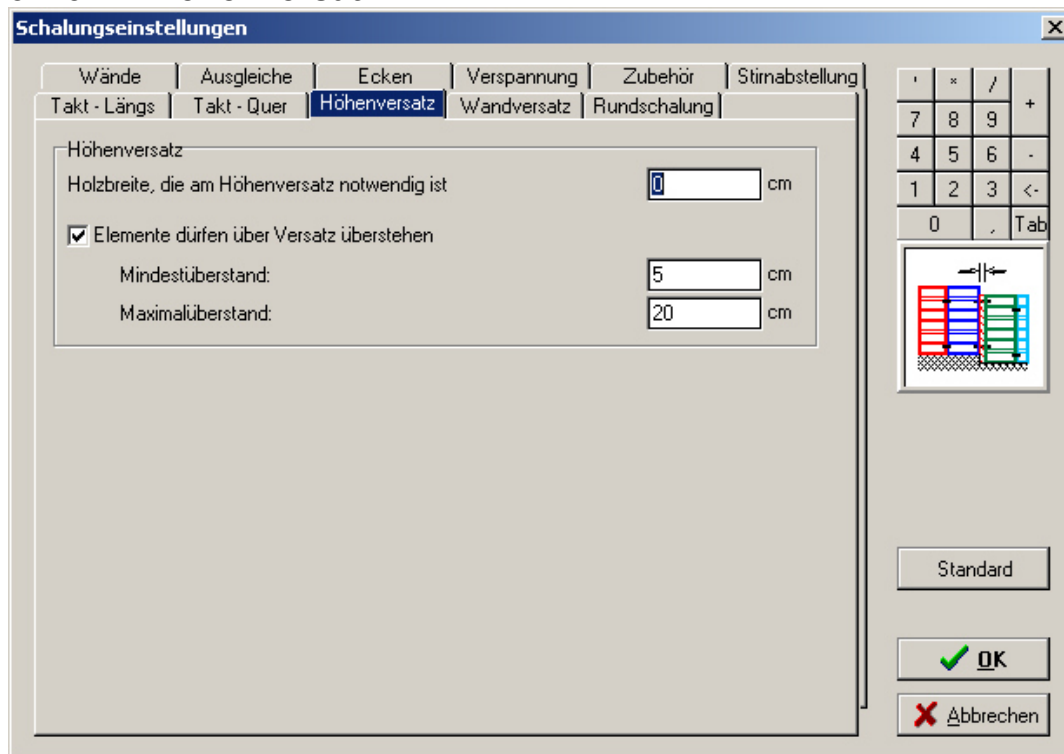 Schalungseinstellungen
Wände Ausgleiche Ecken Verspannung Zubehör Stirnabstellung
Takt - Längs Takt - Quer Höhenversatz Wandversatz Rundschalung
Höhenversatz
Holzbreite, die am Höhenversatz notwendig ist 0 cm
Elemente dürfen über Versatz überstehen
Mindestüberstand: 5 cm
Maximalüberstand: 20 cm
' * / +
7 8 9
4 5 6 -
1 2 3 <-
0 , Tab
Standard
OK
Abbrechen